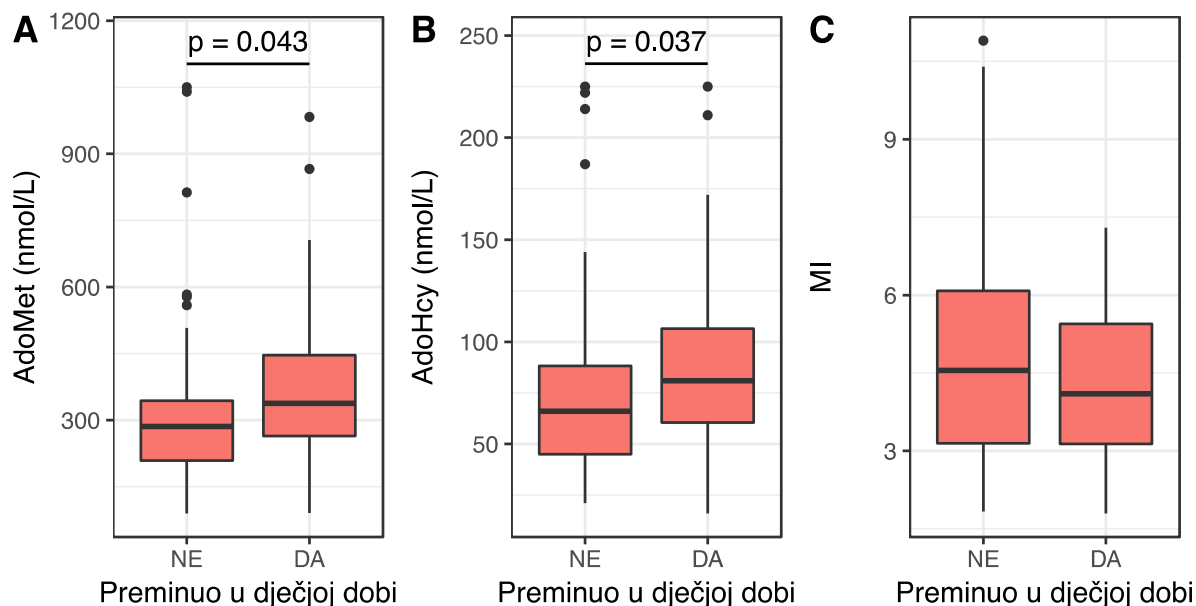 A
p = 0.043
1200
900
600
300
AdoMet (nmol/L)
NE
DA
Preminuo u dječjoj dobi
B
p = 0.037
250
200
150
100
50
AdoHcy (nmol/L)
NE
DA
Preminuo u dječjoj dobi
C
9
6
3
MI
NE
DA
Preminuo u dječjoj dobi